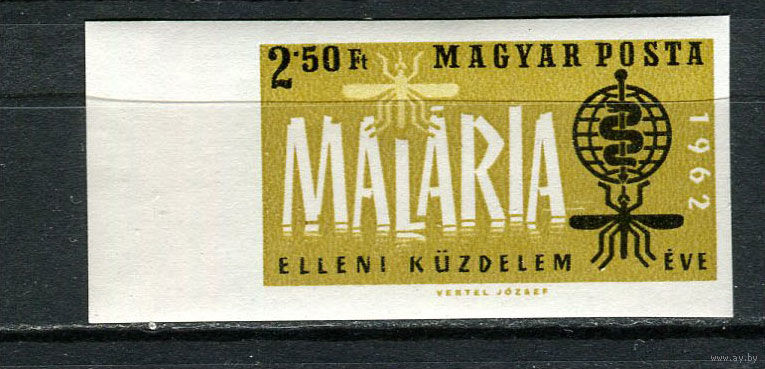 2·50 Ft MAGYAR POSTA
1962
MALÁRIA
ELLENI KÜZDELEM ÉVE
VERTEL JÓZSEF
www.ay.by